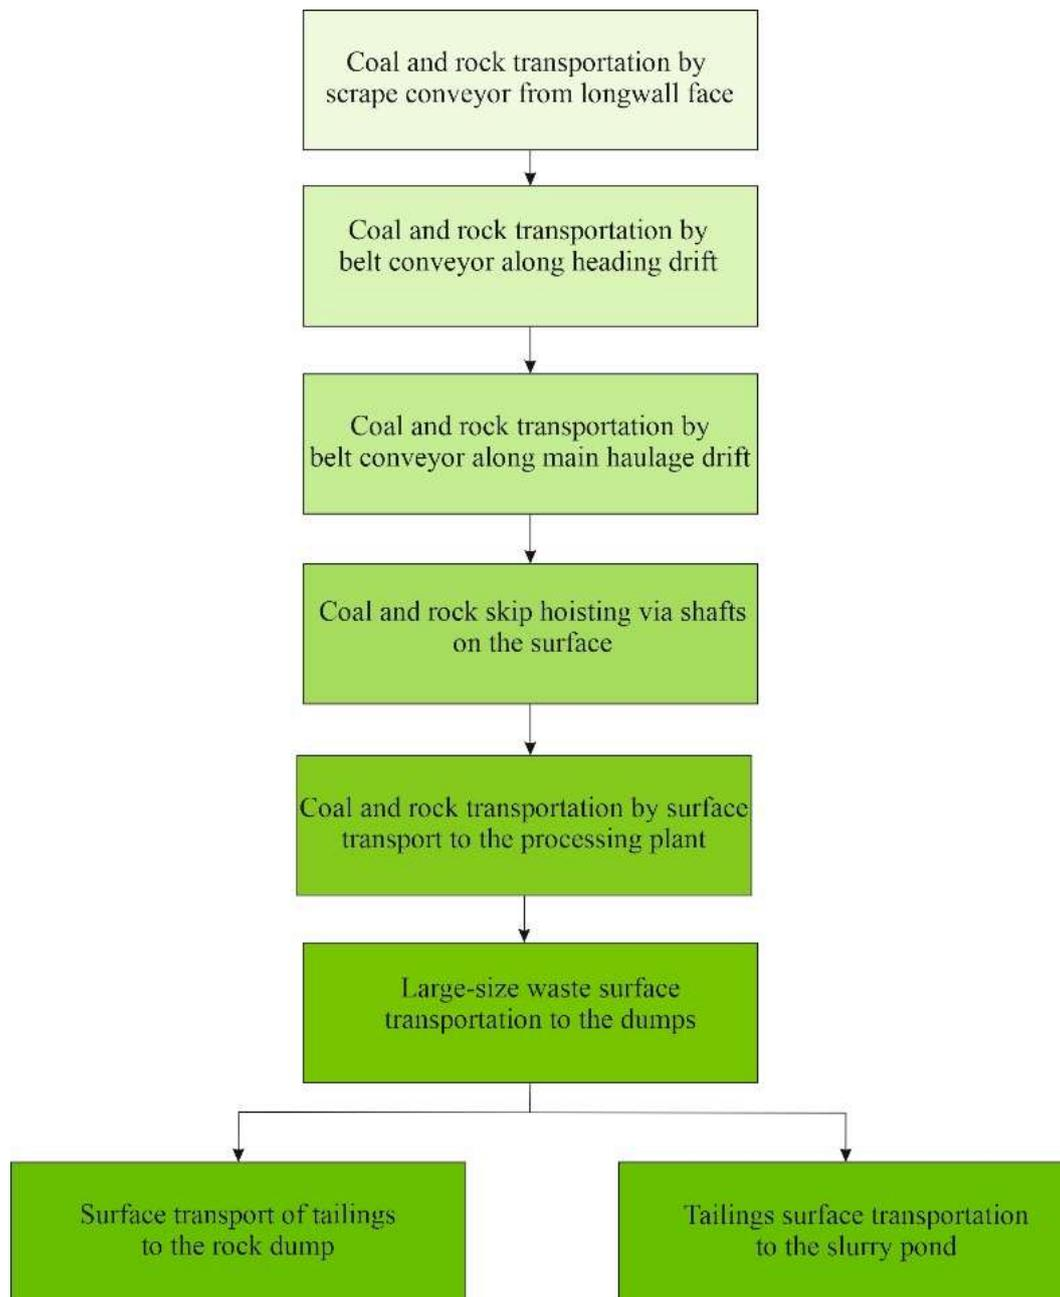 Coal and rock transportation by
scrape conveyor from longwall face
Coal and rock transportation by
belt conveyor along heading drift
Coal and rock transportation by
belt conveyor along main haulage drift
Coal and rock skip hoisting via shafts
on the surface
Coal and rock transportation by surface
transport to the processing plant
Large-size waste surface
transportation to the dumps
Surface transport of tailings
to the rock dump
Tailings surface transportation
to the slurry pond